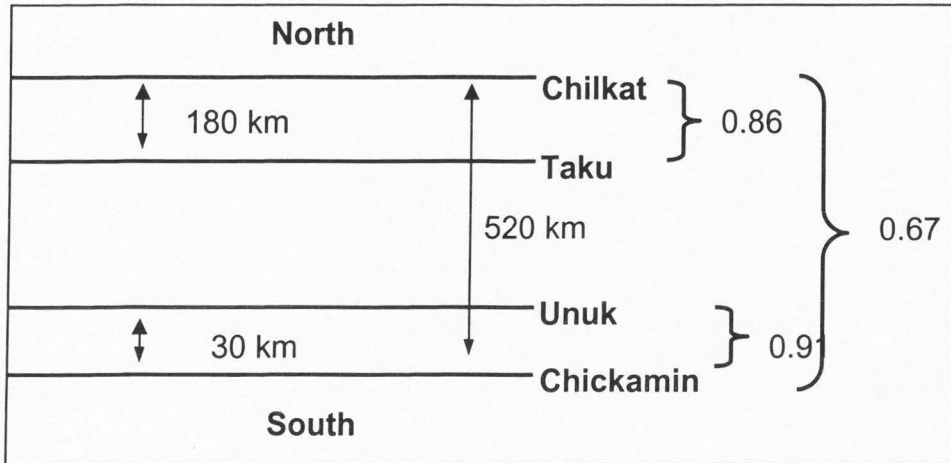 North
Chilkat
180 km
0.86
Taku
520 km
0.67
Unuk
30 km
0.91
Chickamin
South